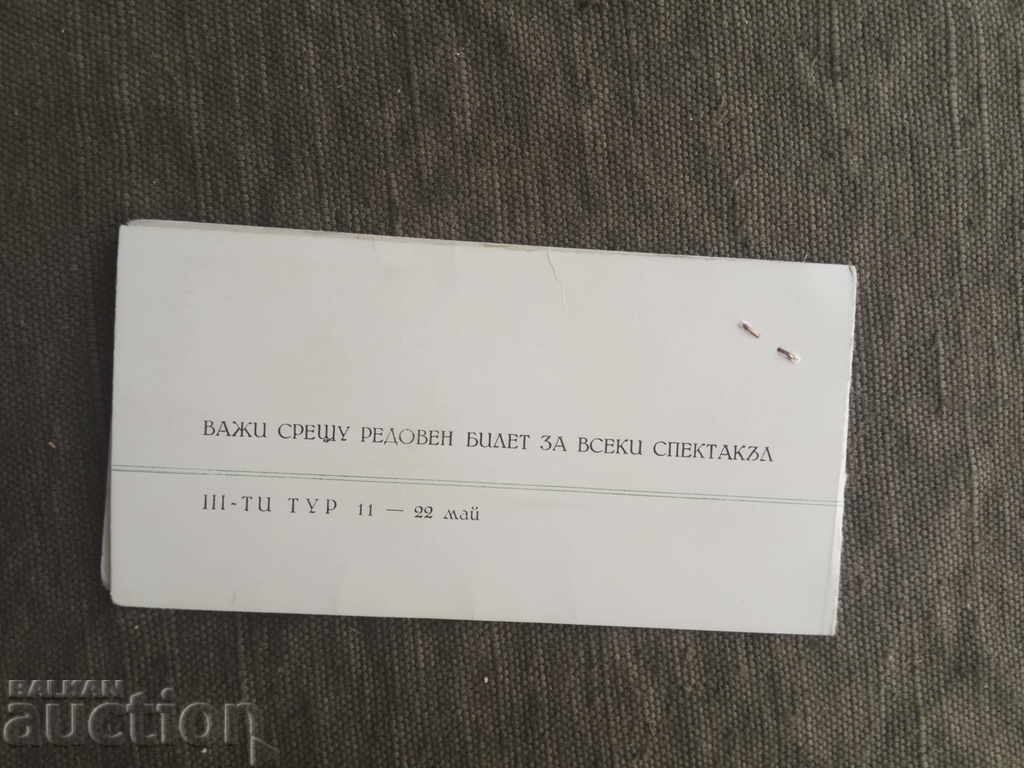 ВАЖИ СРЕЩУ РЕДОВЕН БИЛЕТ ЗА ВСЕКИ СПЕКТАКЪЛ
III-ТИ ТУР 11 — 22 май
BALKAN
auction